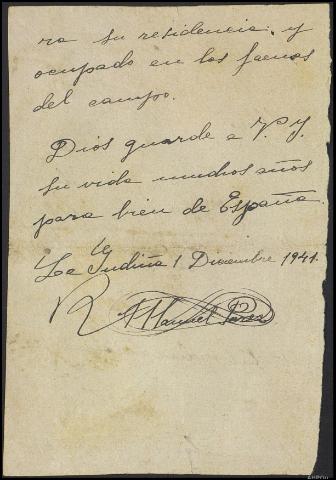 ra su residencia, y
ocupado en las faenas
del campo.
Dios guarde a V. y
su vida muchos años
para bien de España.
La Gudiña 1 Diciembre 1941.
Manuel